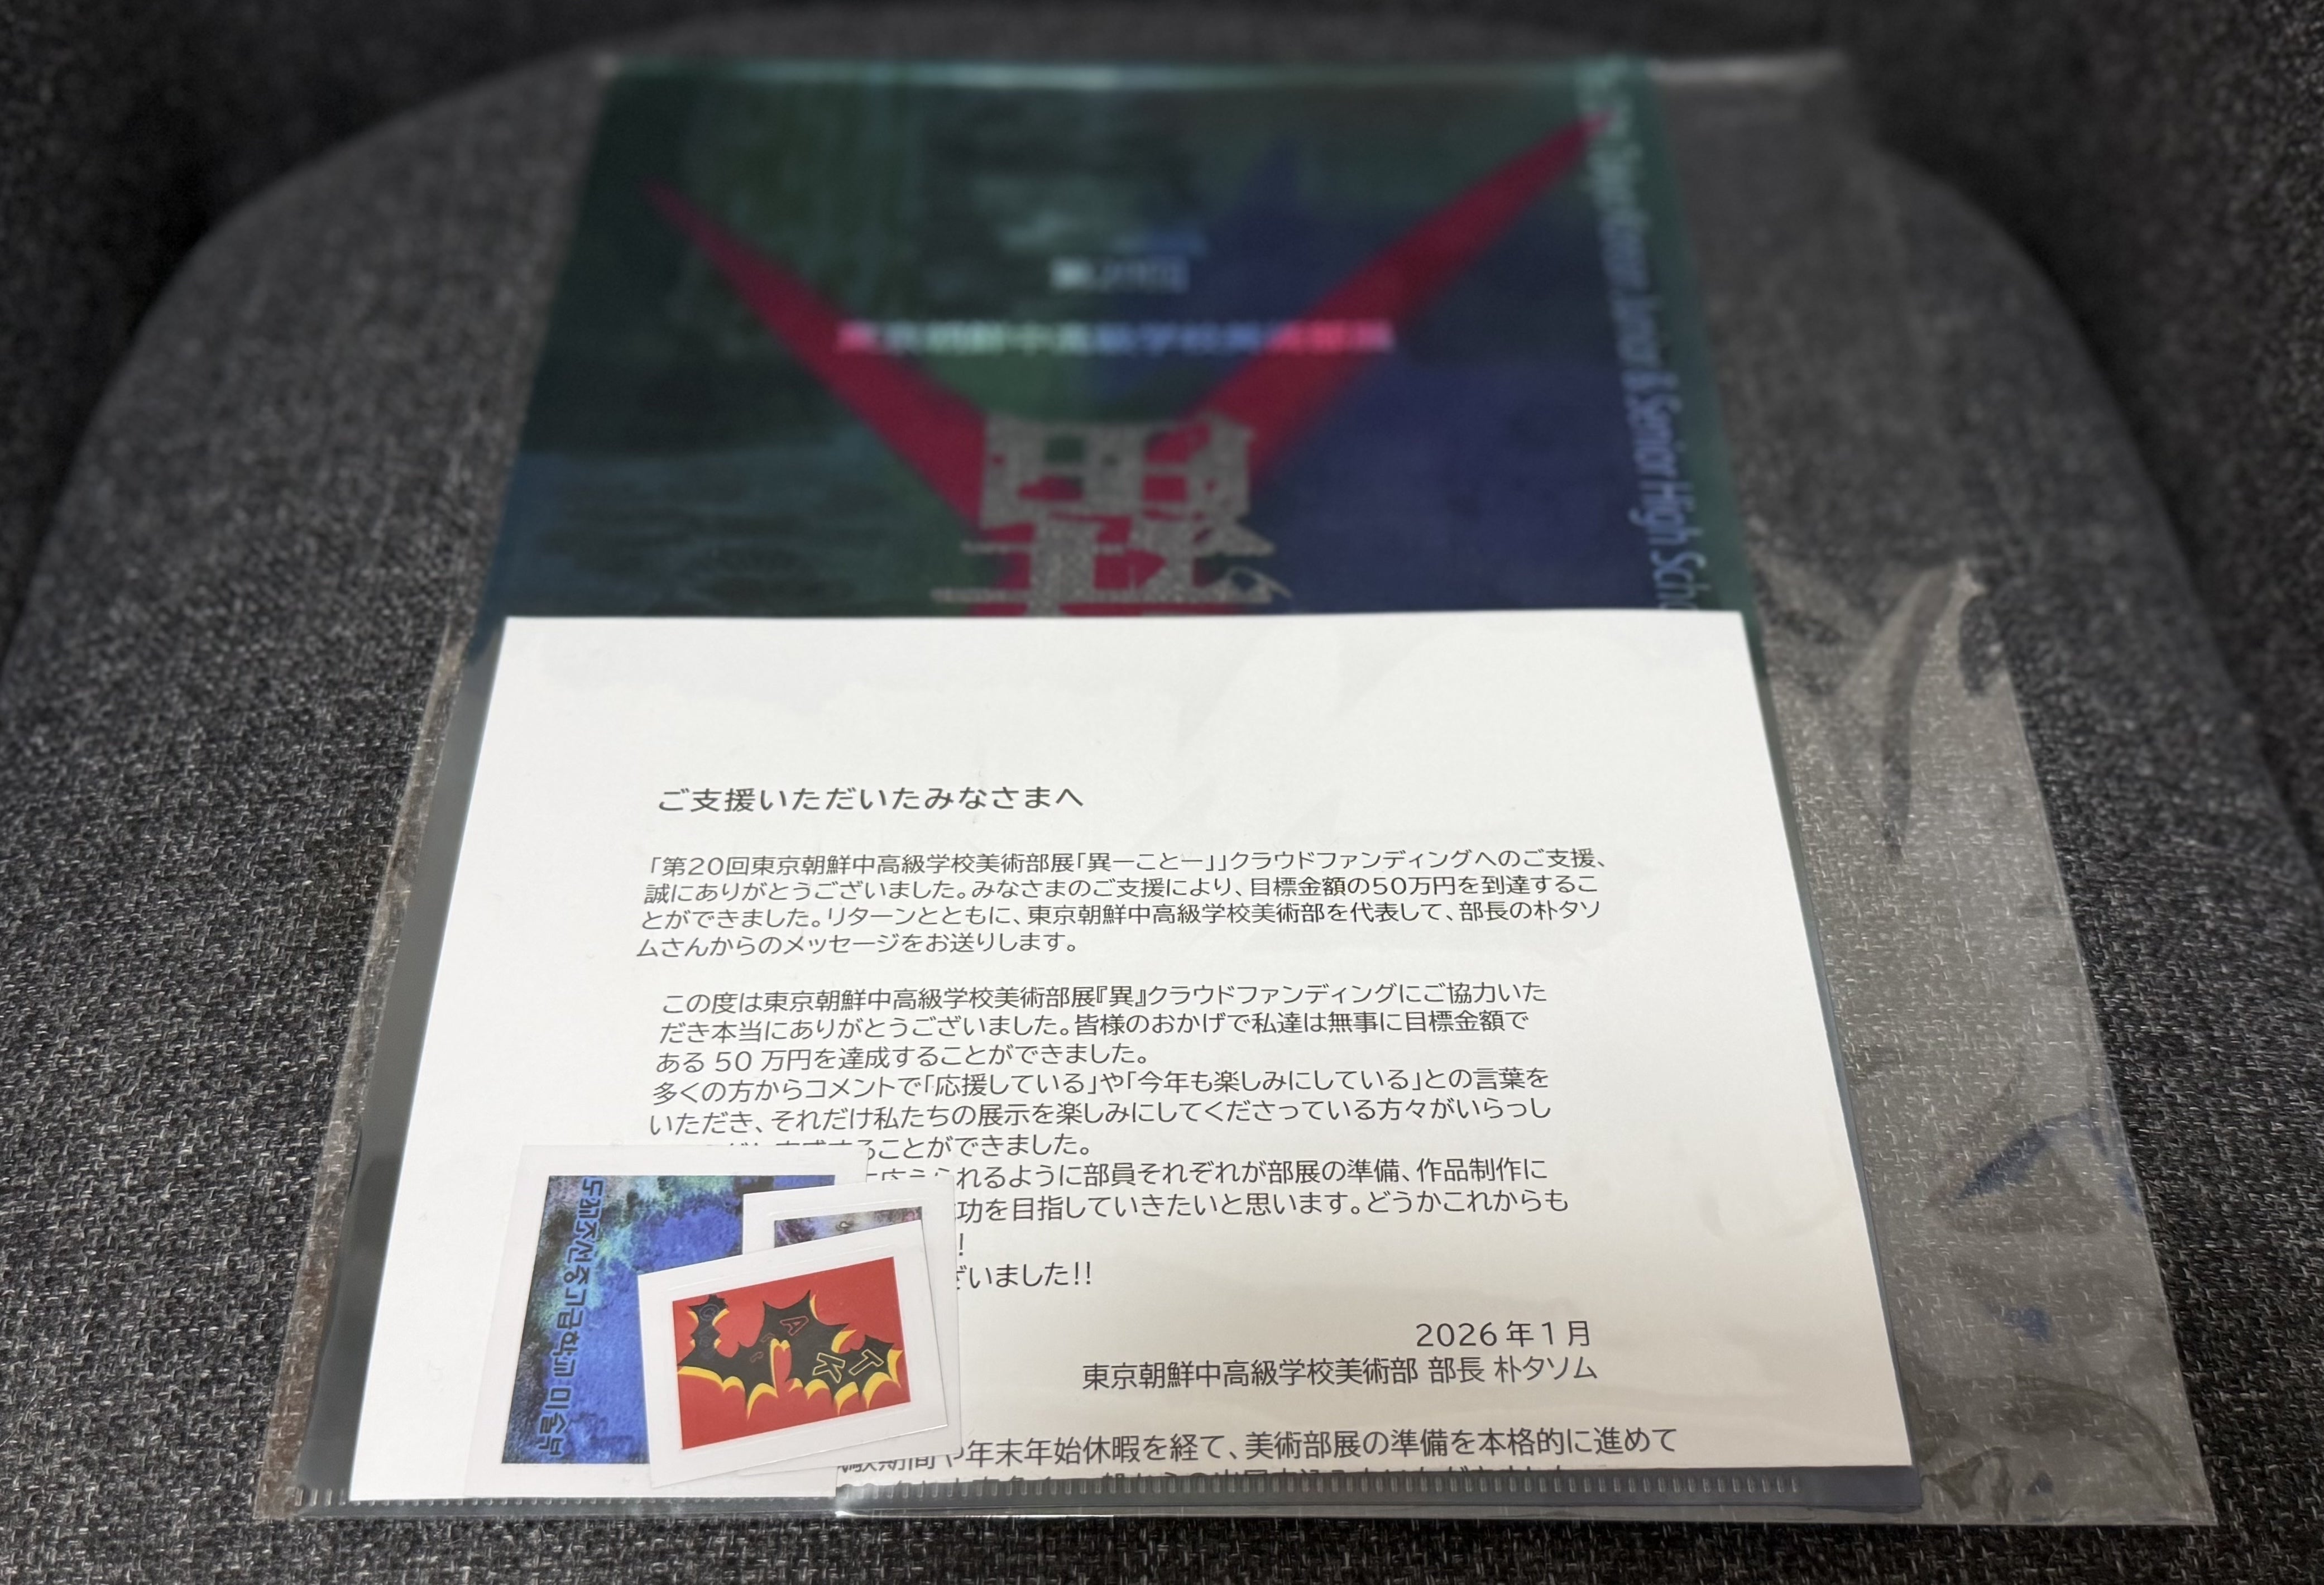 東京朝鮮中高級学校美術部展
異
Tokyo Korean Junior & Senior High Scho
ご支援いただいたみなさまへ
「第20回東京朝鮮中高級学校美術部展「異ーことー」」クラウドファンディングへのご支援、
誠にありがとうございました。みなさまのご支援により、目標金額の50万円を到達するこ
とができました。リターンとともに、東京朝鮮中高級学校美術部を代表して、部長の朴タソ
ムさんからのメッセージをお送りします。
この度は東京朝鮮中高級学校美術部展『異』クラウドファンディングにご協力いた
だき本当にありがとうございました。皆様のおかげで私達は無事に目標金額で
ある 50 万円を達成することができました。
多くの方からコメントで「応援している」や「今年も楽しみにしている」との言葉を
いただき、それだけ私たちの展示を楽しみにしてくださっている方々がいらっし
ることができました。
に応えられるように部員それぞれが部展の準備、作品制作に
功を目指していきたいと思います。どうかこれからも
!
ざいました!!
2026 年 1 月
東京朝鮮中高級学校美術部 部長 朴タソム
期間や年末年始休暇を経て、美術部展の準備を本格的に進めて
도꾜조선중고급학교 미술부
A
K
T